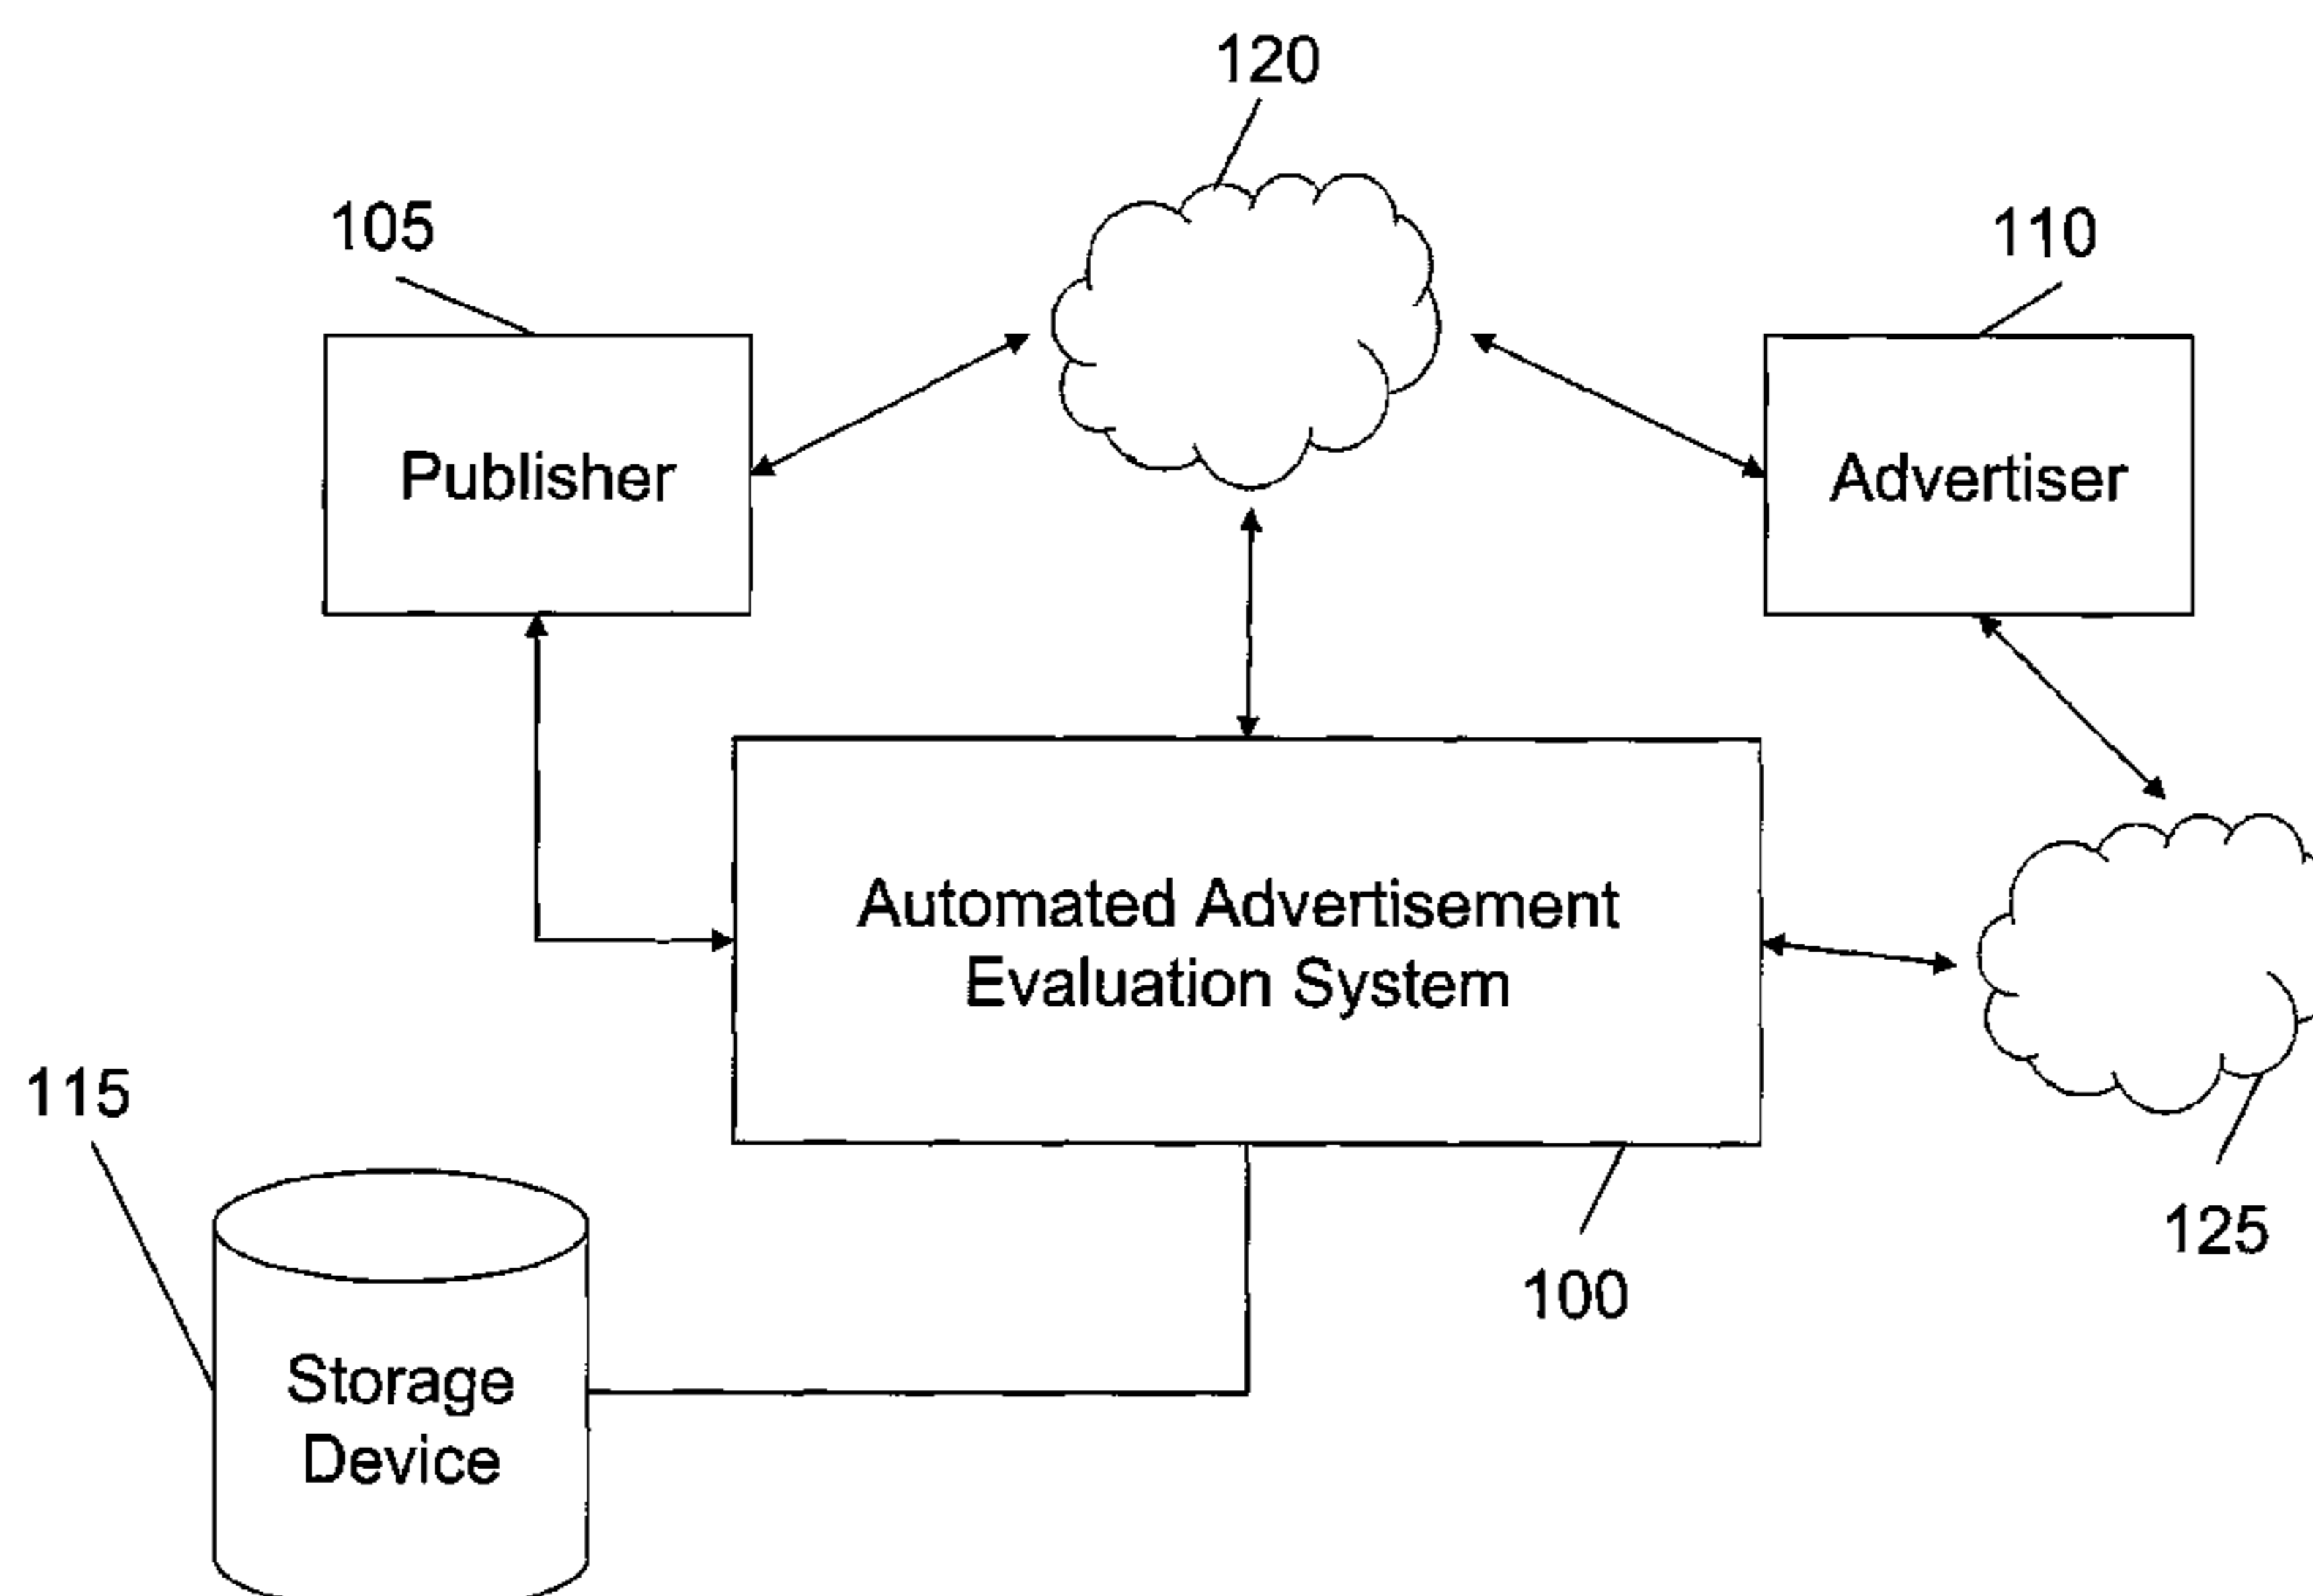 120
105
110
Publisher
Advertiser
Automated Advertisement
Evaluation System
115
125
100
Storage
Device